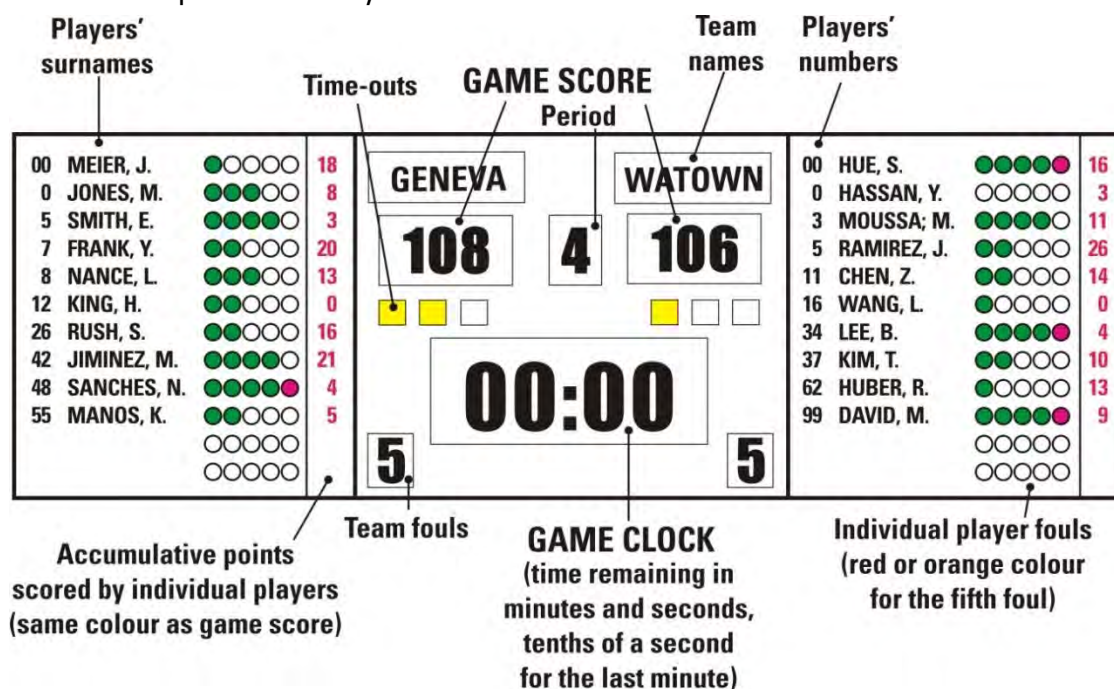 Players'
surnames
Time-outs
GAME SCORE
Period
Team
names
Players'
numbers
00 MEIER, J. 18
0 JONES, M. 8
5 SMITH, E. 3
7 FRANK, Y. 20
8 NANCE, L. 13
12 KING, H. 0
26 RUSH, S. 16
42 JIMINEZ, M. 21
48 SANCHES, N. 4
55 MANOS, K. 5
GENEVA
WATOWN
108
4
106
00:00
5
5
00 HUE, S. 16
0 HASSAN, Y. 3
3 MOUSSA; M. 11
5 RAMIREZ, J. 26
11 CHEN, Z. 14
16 WANG, L. 0
34 LEE, B. 4
37 KIM, T. 10
62 HUBER, R. 13
99 DAVID, M. 9
Accumulative points
scored by individual players
(same colour as game score)
Team fouls
GAME CLOCK
(time remaining in
minutes and seconds,
tenths of a second
for the last minute)
Individual player fouls
(red or orange colour
for the fifth foul)